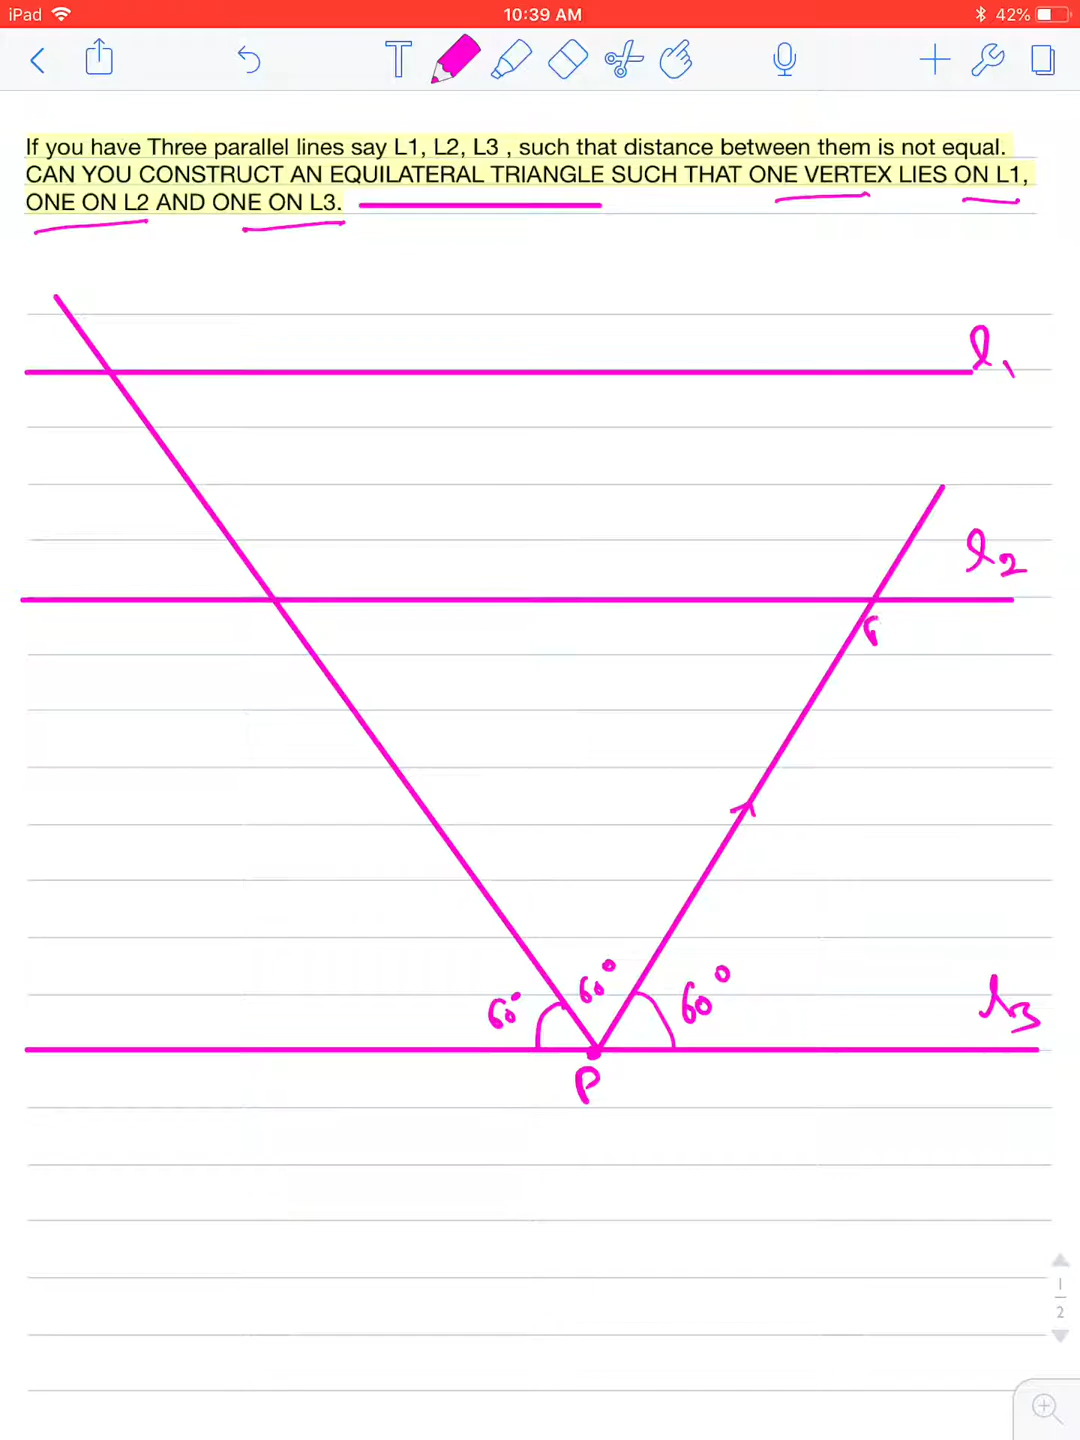 iPad 10:39 AM 42%
T
If you have Three parallel lines say L1, L2, L3 , such that distance between them is not equal.
CAN YOU CONSTRUCT AN EQUILATERAL TRIANGLE SUCH THAT ONE VERTEX LIES ON L1,
ONE ON L2 AND ONE ON L3.
l1
l2
60° 60° 60°
l3
P
1
2